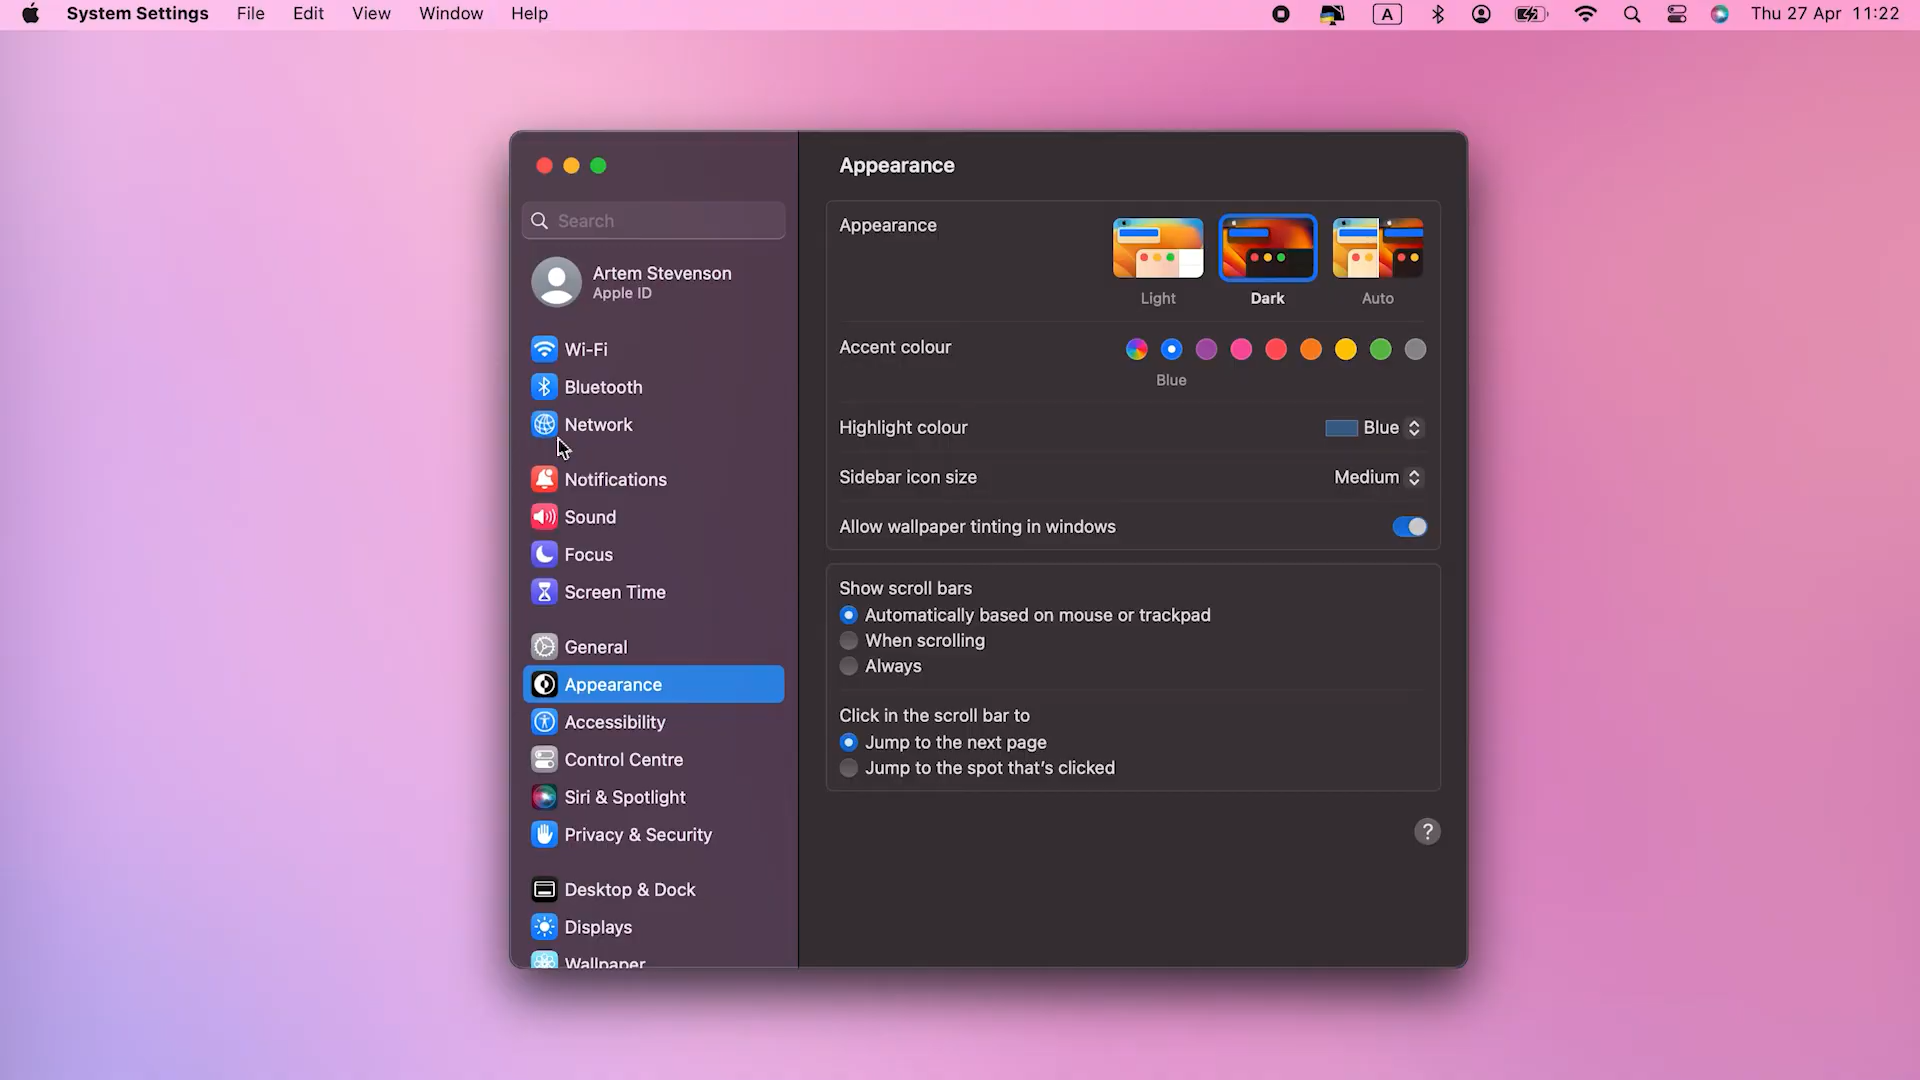 System Settings File Edit View Window Help A Thu 27 Apr 11:22
Search
Artem Stevenson
Apple ID
Wi-Fi
Bluetooth
Network
Notifications
Sound
Focus
Screen Time
General
Appearance
Accessibility
Control Centre
Siri & Spotlight
Privacy & Security
Desktop & Dock
Displays
Wallpaper
Appearance
Appearance
Light Dark Auto
Accent colour
Blue
Highlight colour Blue
Sidebar icon size Medium
Allow wallpaper tinting in windows
Show scroll bars
Automatically based on mouse or trackpad
When scrolling
Always
Click in the scroll bar to
Jump to the next page
Jump to the spot that's clicked
?